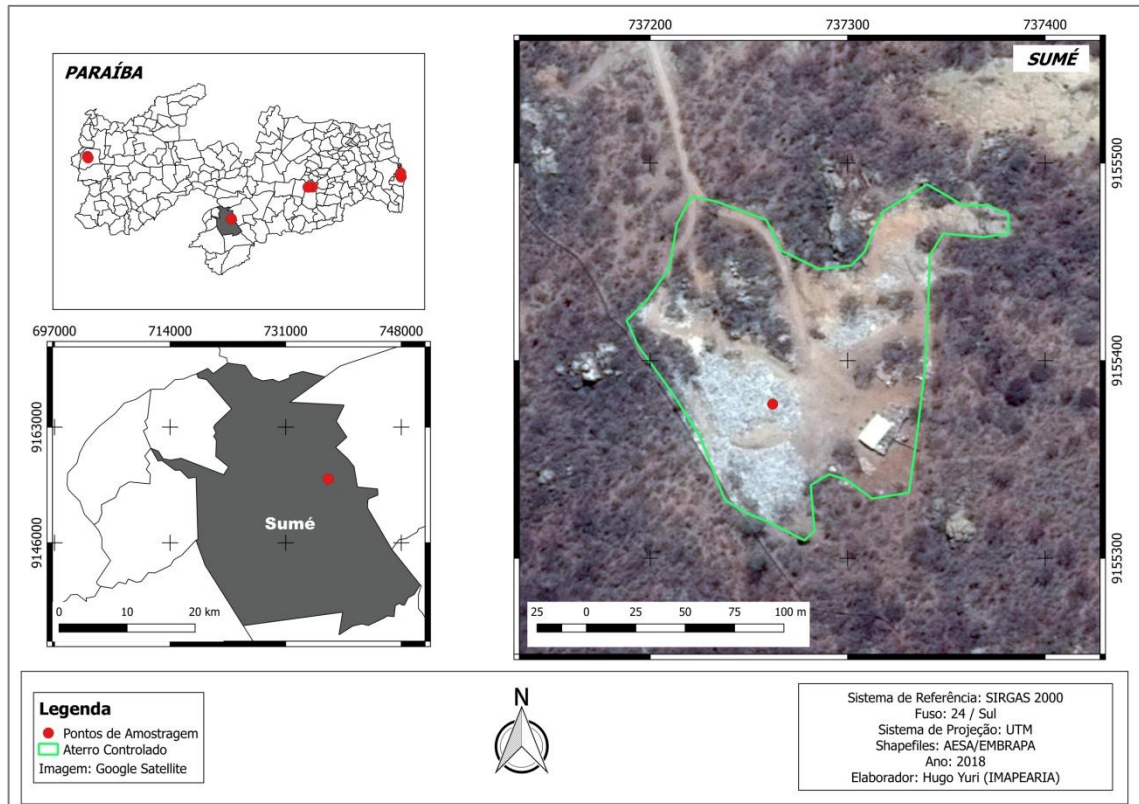 PARAÍBA
697000 714000 731000 748000
9163000
9146000
Sumé
0 10 20 km
737200 737300 737400
SUMÉ
9155500
9155400
9155300
25 0 25 50 75 100 m
Legenda
Pontos de Amostragem
Aterro Controlado
Imagem: Google Satellite
N
Sistema de Referência: SIRGAS 2000
Fuso: 24 / Sul
Sistema de Projeção: UTM
Shapefiles: AESA/EMBRAPA
Ano: 2018
Elaborador: Hugo Yuri (IMAPEARIA)